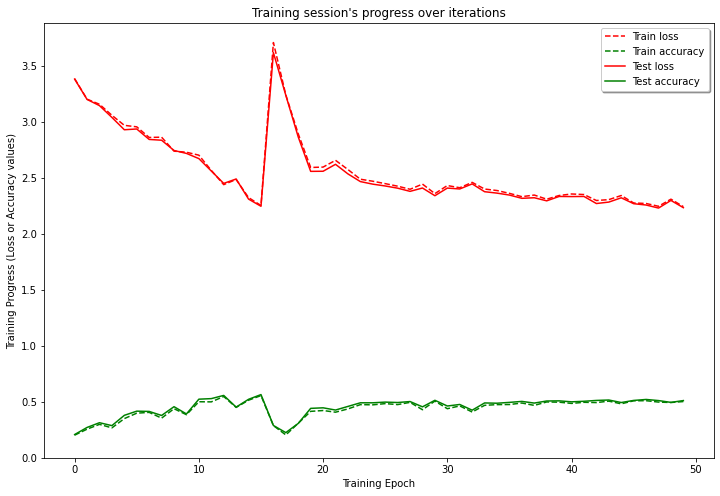 Training session's progress over iterations
Train loss
Train accuracy
Test loss
Test accuracy
Training Progress (Loss or Accuracy values)
3.5
3.0
2.5
2.0
1.5
1.0
0.5
0.0
0
10
20
30
40
50
Training Epoch